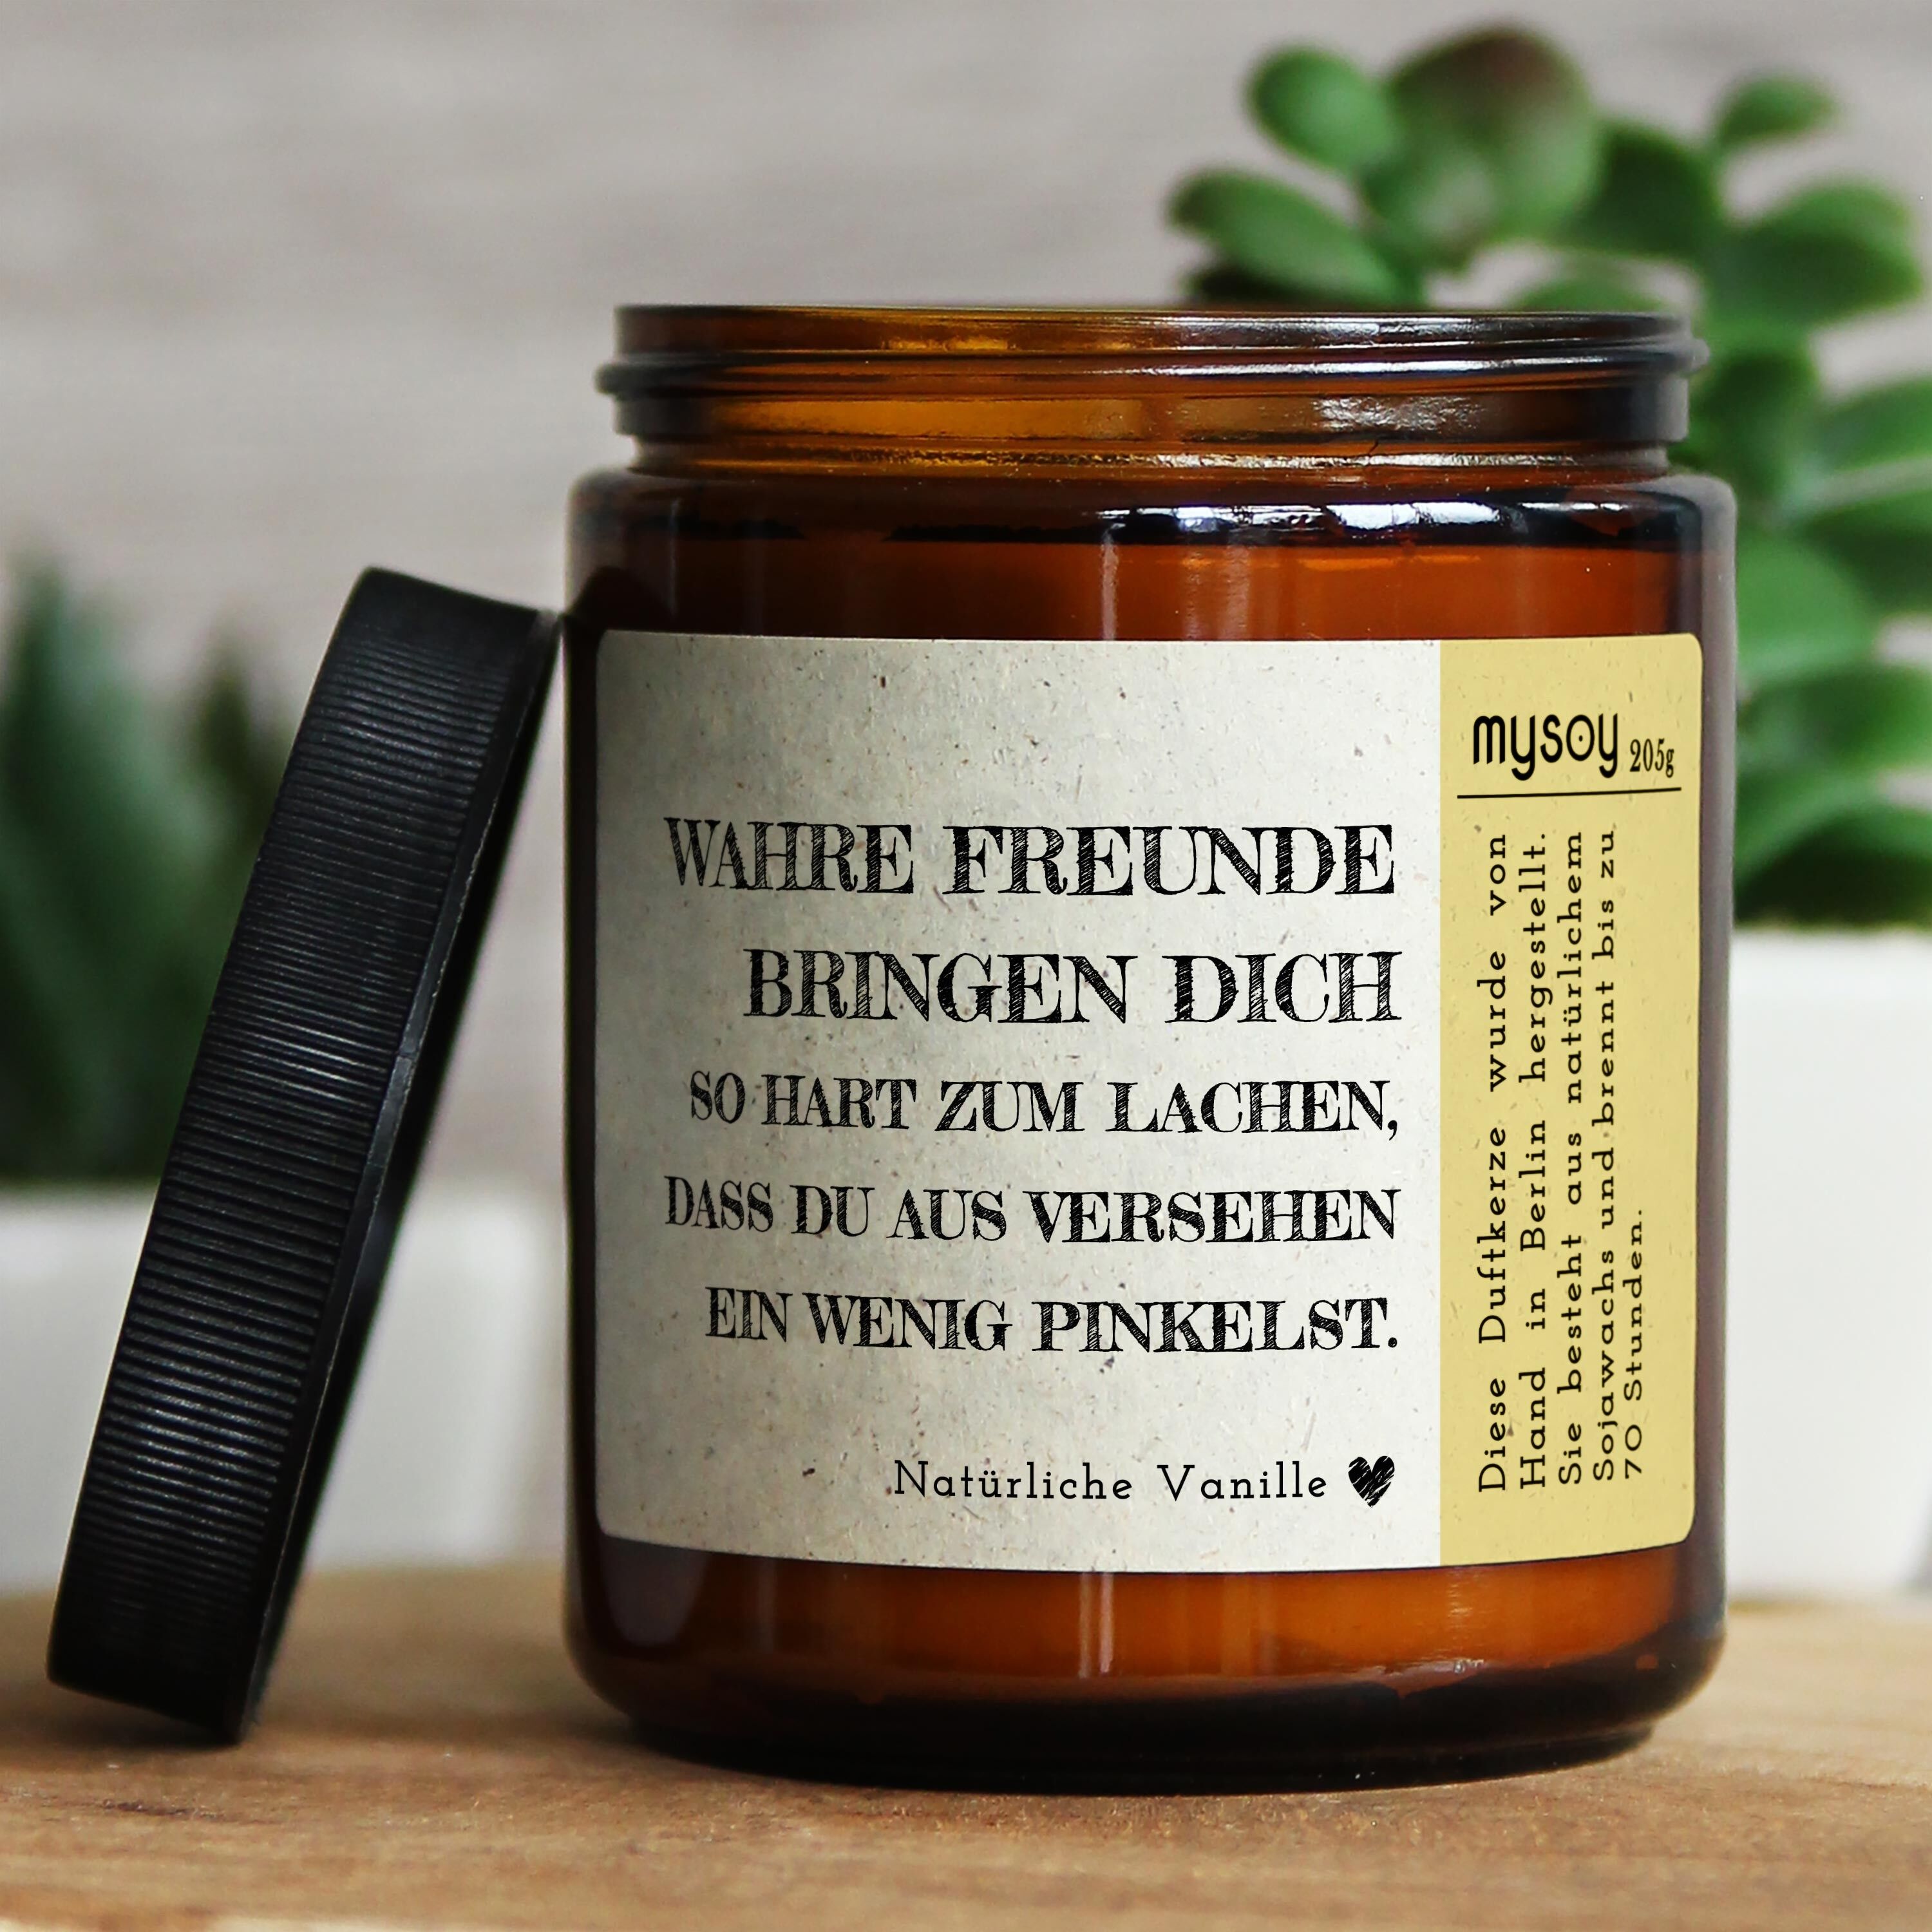 WAHRE FREUNDE
BRINGEN DICH
SO HART ZUM LACHEN,
DASS DU AUS VERSEHEN
EIN WENIG PINKELST.
Natürliche Vanille
mysoy 205g
Diese Duftkerze wurde von
Hand in Berlin hergestellt.
Sie besteht aus natürlichem
Sojawachs und brennt bis zu
70 Stunden.